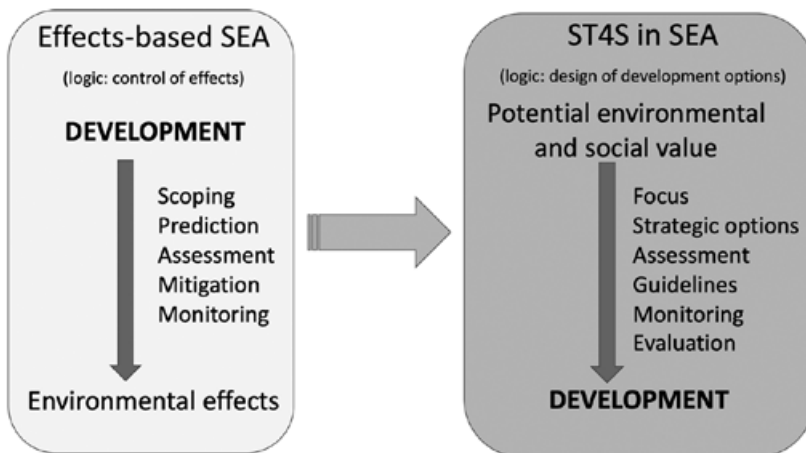 Effects-based SEA
(logic: control of effects)
DEVELOPMENT
Scoping
Prediction
Assessment
Mitigation
Monitoring
Environmental effects
ST4S in SEA
(logic: design of development options)
Potential environmental
and social value
Focus
Strategic options
Assessment
Guidelines
Monitoring
Evaluation
DEVELOPMENT